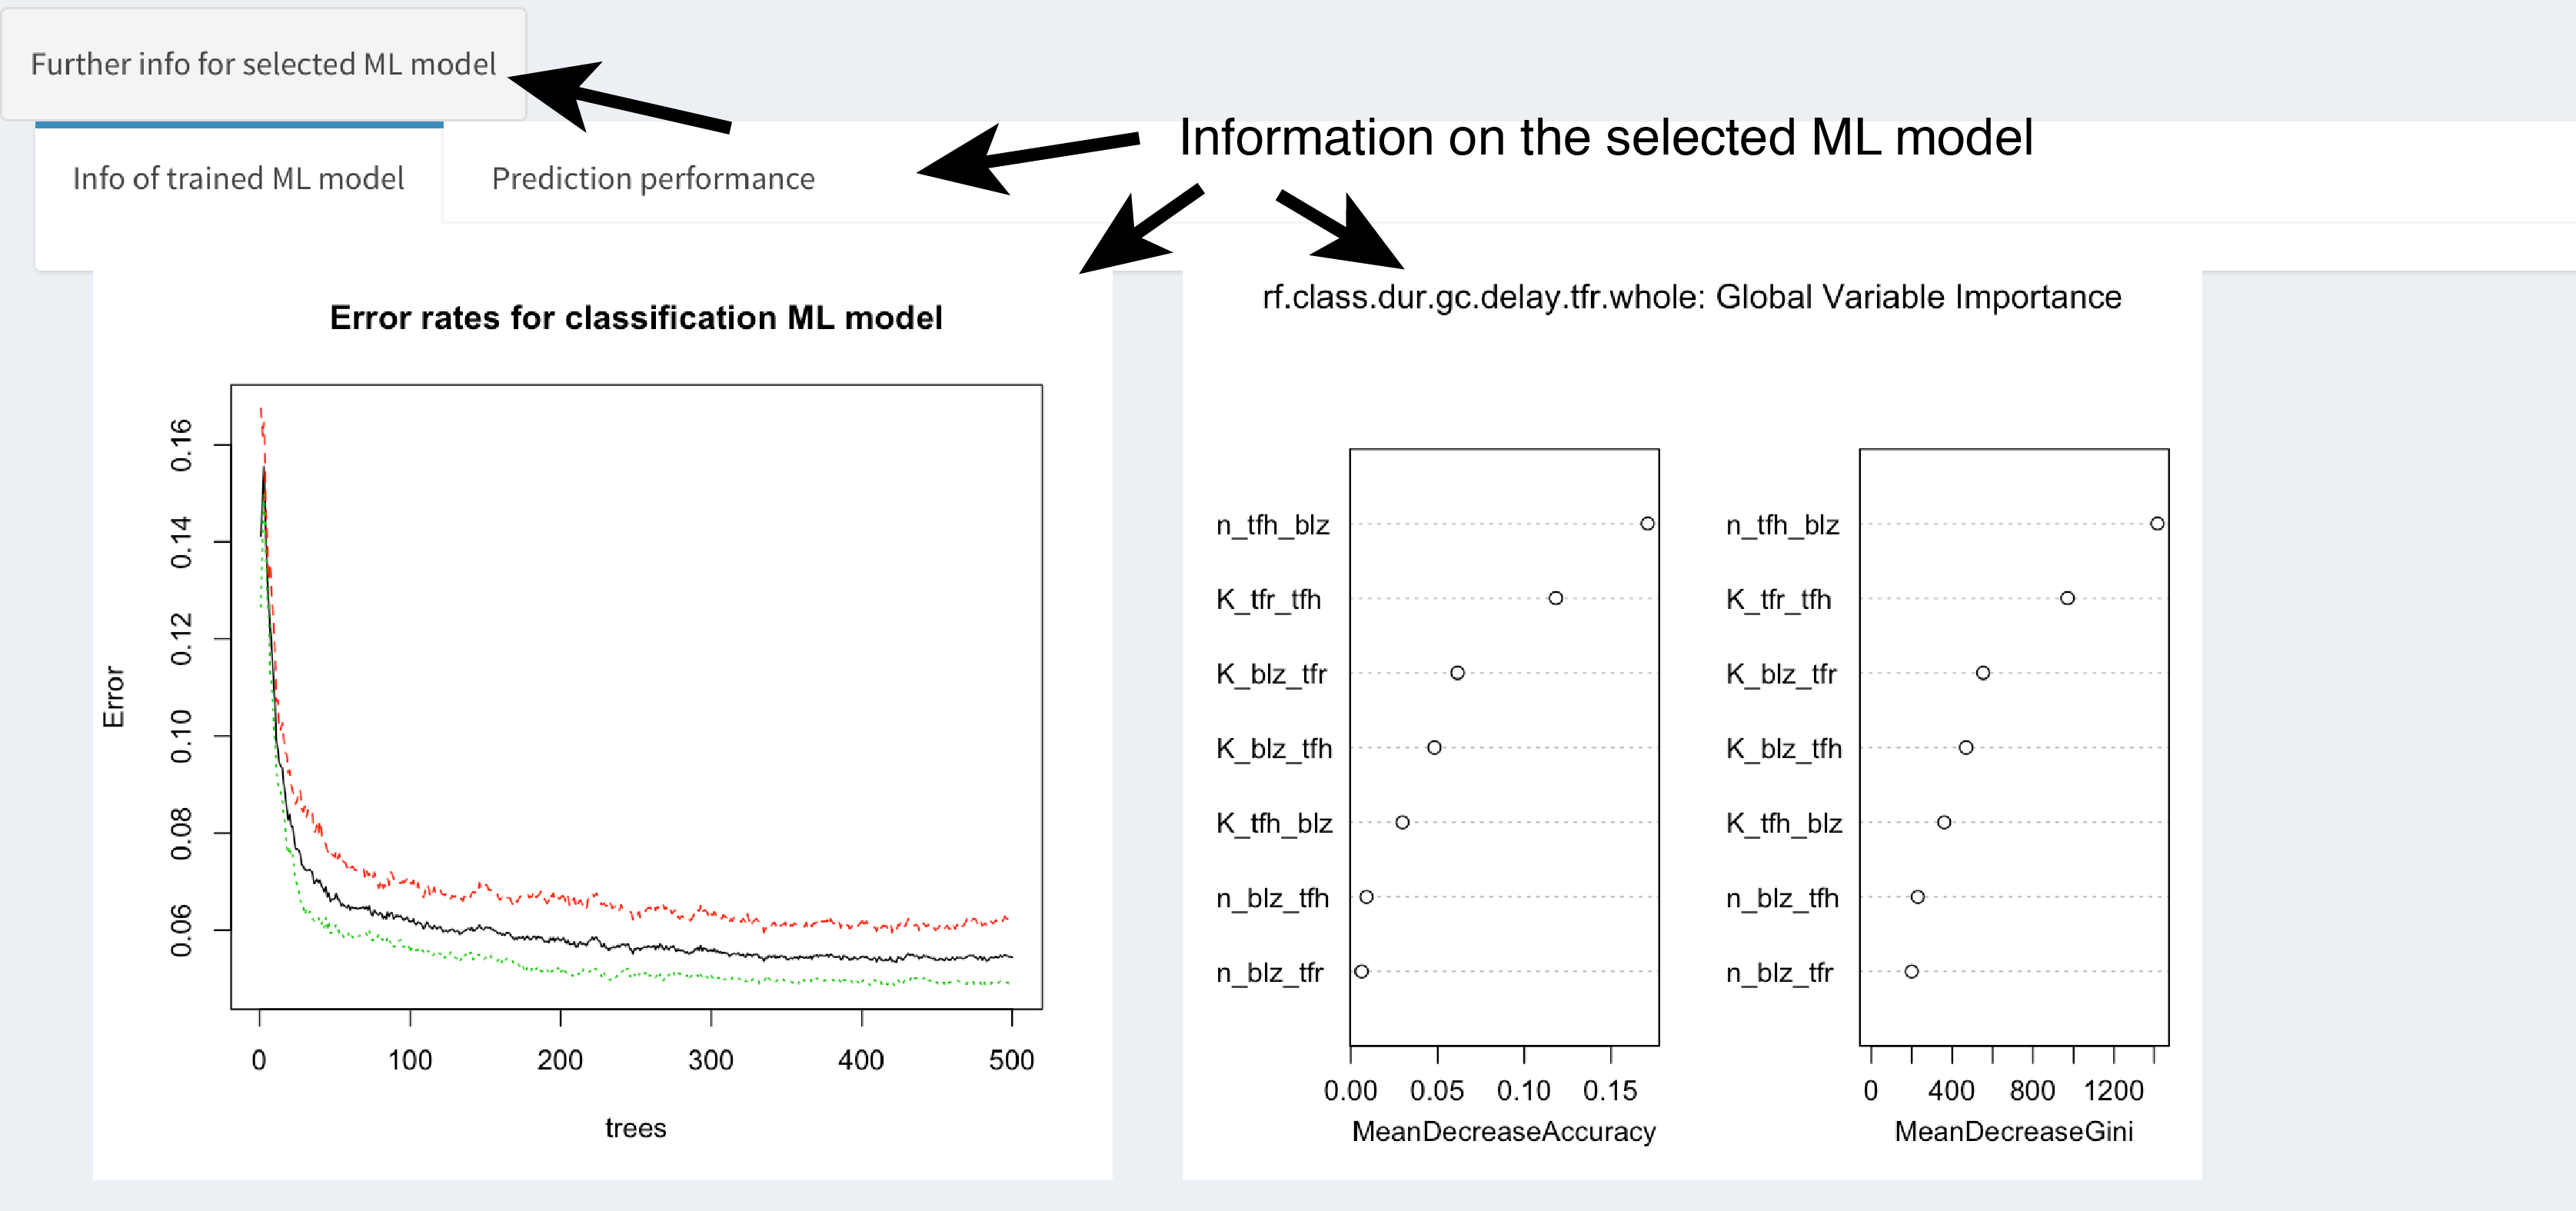 Further info for selected ML model
Information on the selected ML model
Info of trained ML model
Prediction performance
Error rates for classification ML model
Error
0.16
0.14
0.12
0.10
0.08
0.06
0
100
200
300
400
500
trees
rf.class.dur.gc.delay.tfr.whole: Global Variable Importance
n_tfh_blz
K_tfr_tfh
K_blz_tfr
K_blz_tfh
K_tfh_blz
n_blz_tfh
n_blz_tfr
0.00
0.05
0.10
0.15
MeanDecreaseAccuracy
n_tfh_blz
K_tfr_tfh
K_blz_tfr
K_blz_tfh
K_tfh_blz
n_blz_tfh
n_blz_tfr
0
400
800
1200
MeanDecreaseGini